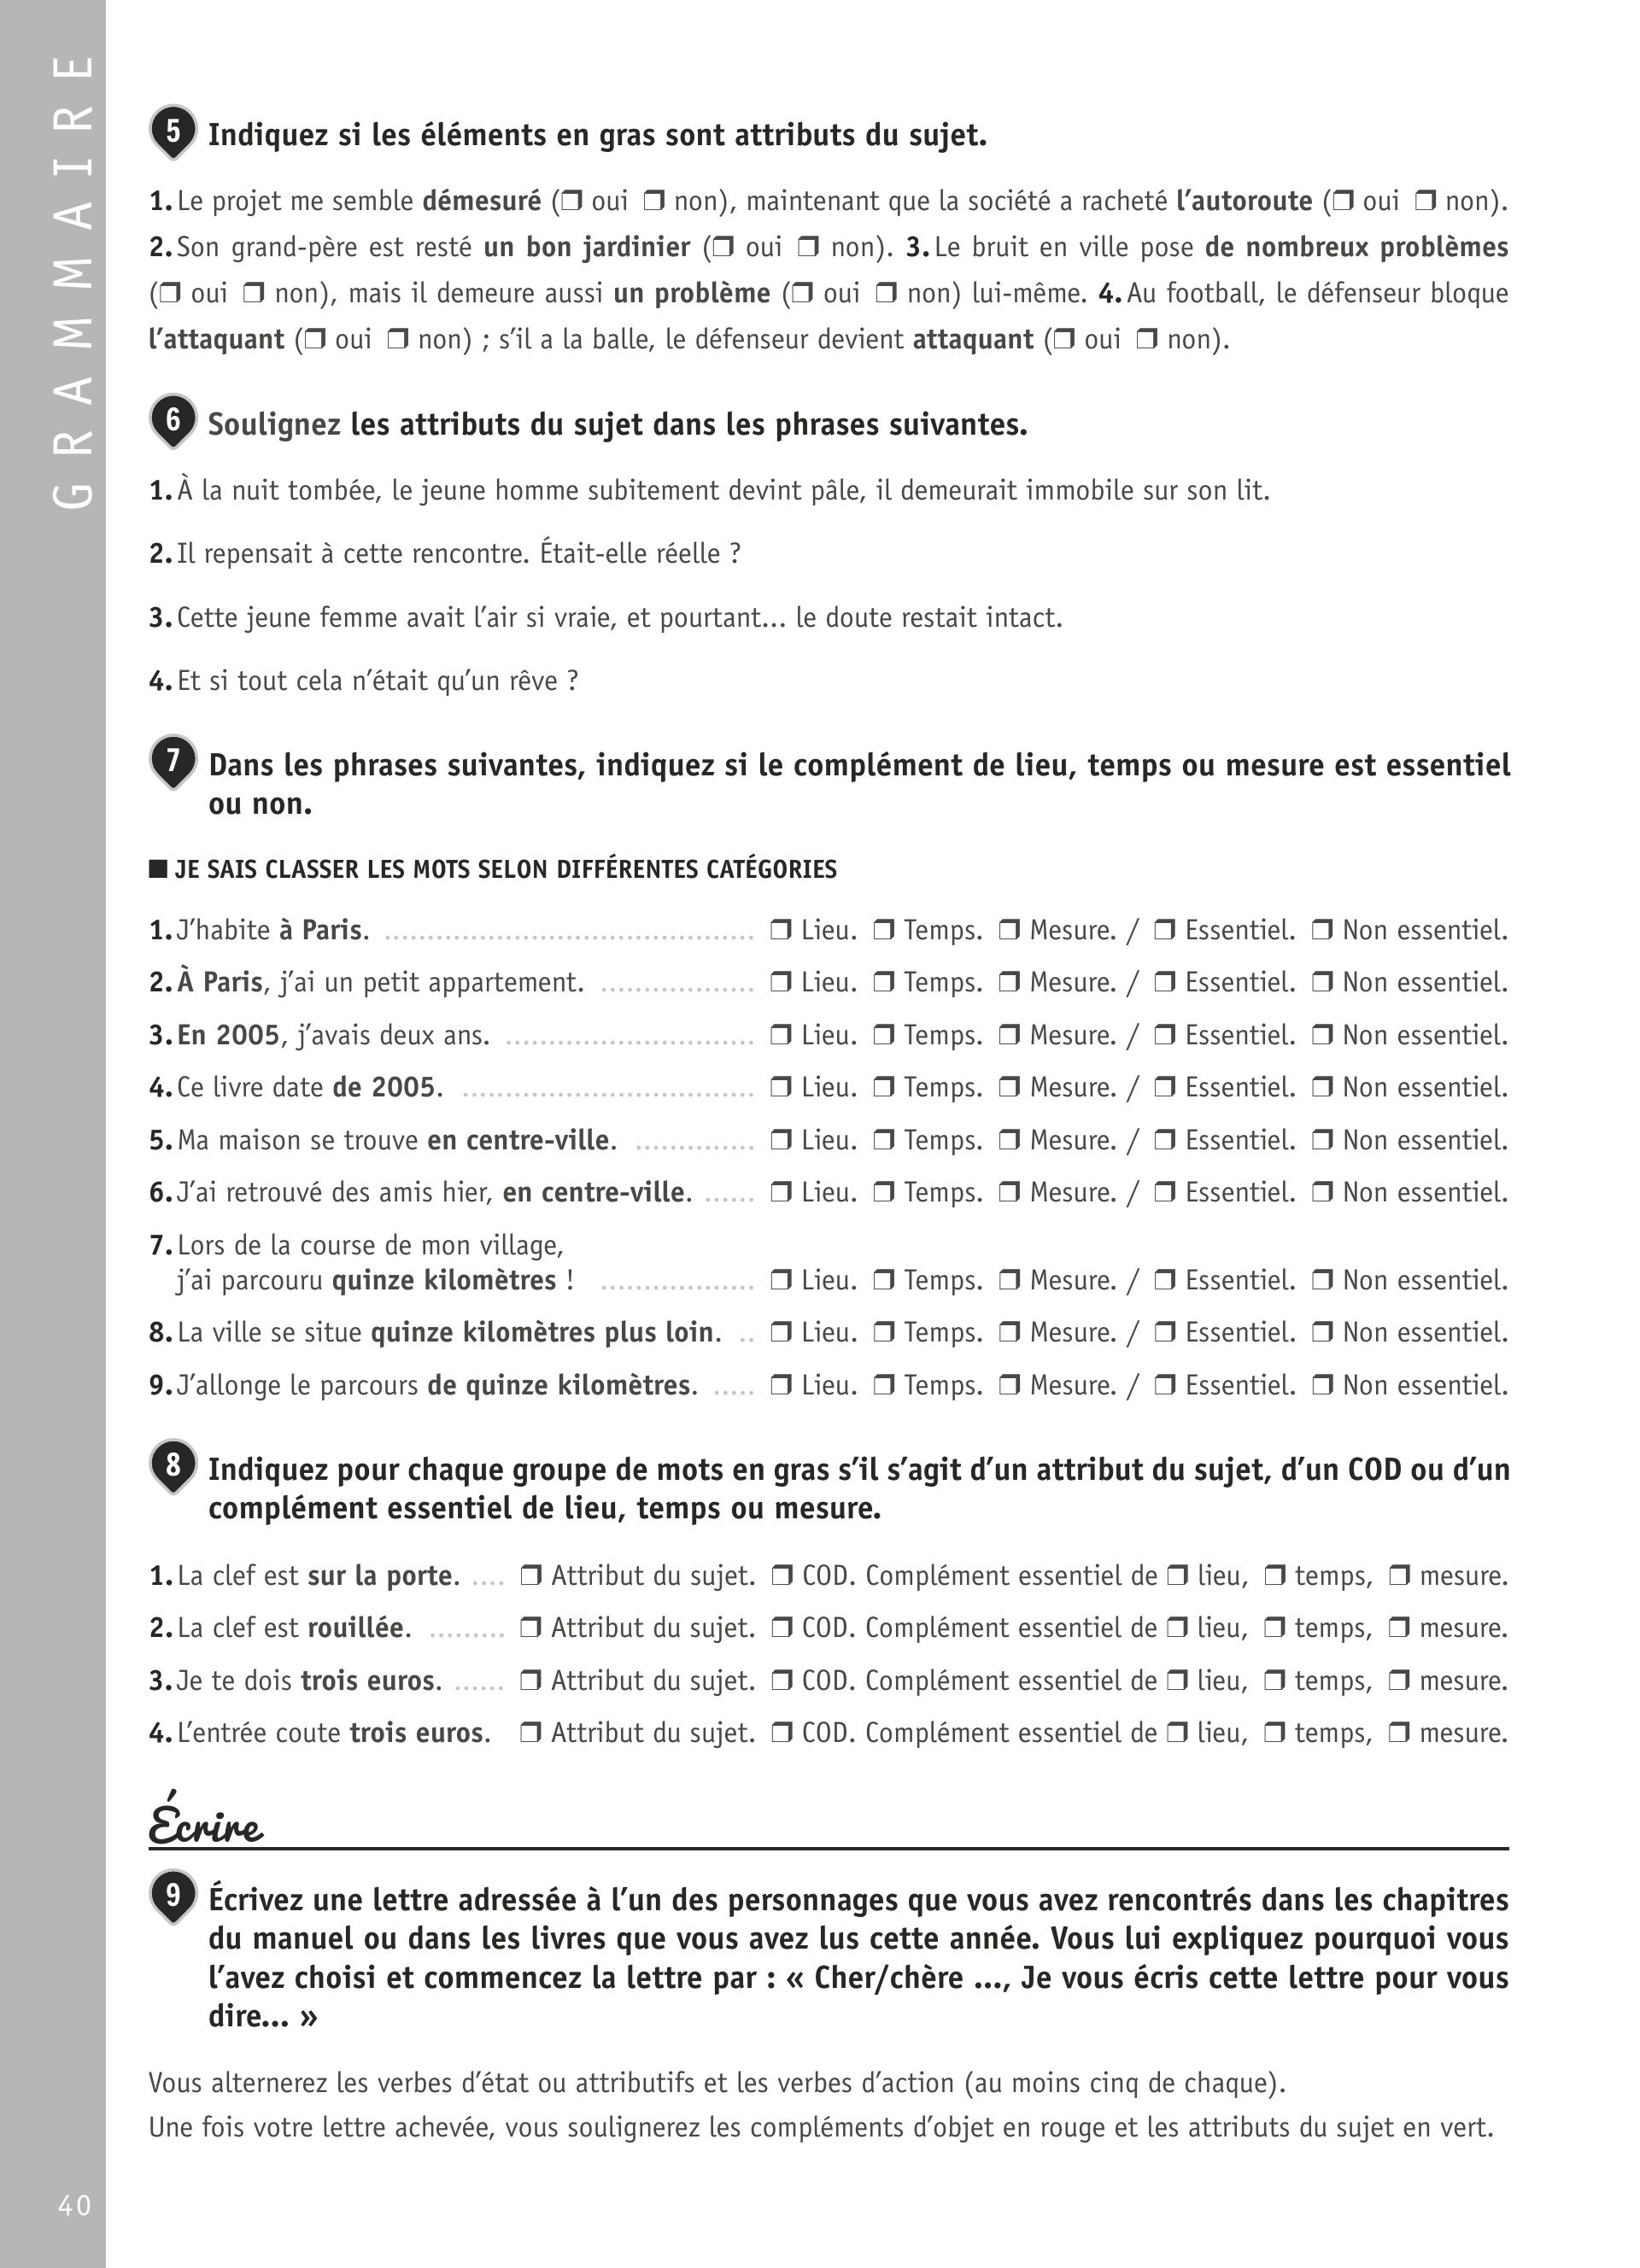 GRAMMAIRE
5 Indiquez si les éléments en gras sont attributs du sujet.
1. Le projet me semble démesuré (❒ oui ❒ non), maintenant que la société a racheté l’autoroute (❒ oui ❒ non).
2. Son grand-père est resté un bon jardinier (❒ oui ❒ non). 3. Le bruit en ville pose de nombreux problèmes
(❒ oui ❒ non), mais il demeure aussi un problème (❒ oui ❒ non) lui-même. 4. Au football, le défenseur bloque
l’attaquant (❒ oui ❒ non) ; s’il a la balle, le défenseur devient attaquant (❒ oui ❒ non).
6 Soulignez les attributs du sujet dans les phrases suivantes.
1. À la nuit tombée, le jeune homme subitement devint pâle, il demeurait immobile sur son lit.
2. Il repensait à cette rencontre. Était-elle réelle ?
3. Cette jeune femme avait l’air si vraie, et pourtant... le doute restait intact.
4. Et si tout cela n’était qu’un rêve ?
7 Dans les phrases suivantes, indiquez si le complément de lieu, temps ou mesure est essentiel
ou non.
■ JE SAIS CLASSER LES MOTS SELON DIFFÉRENTES CATÉGORIES
1. J’habite à Paris. ........................................... ❒ Lieu. ❒ Temps. ❒ Mesure. / ❒ Essentiel. ❒ Non essentiel.
2. À Paris, j’ai un petit appartement. .................. ❒ Lieu. ❒ Temps. ❒ Mesure. / ❒ Essentiel. ❒ Non essentiel.
3. En 2005, j’avais deux ans. ............................. ❒ Lieu. ❒ Temps. ❒ Mesure. / ❒ Essentiel. ❒ Non essentiel.
4. Ce livre date de 2005. .................................. ❒ Lieu. ❒ Temps. ❒ Mesure. / ❒ Essentiel. ❒ Non essentiel.
5. Ma maison se trouve en centre-ville. .............. ❒ Lieu. ❒ Temps. ❒ Mesure. / ❒ Essentiel. ❒ Non essentiel.
6. J’ai retrouvé des amis hier, en centre-ville. ...... ❒ Lieu. ❒ Temps. ❒ Mesure. / ❒ Essentiel. ❒ Non essentiel.
7. Lors de la course de mon village,
j’ai parcouru quinze kilomètres ! .................. ❒ Lieu. ❒ Temps. ❒ Mesure. / ❒ Essentiel. ❒ Non essentiel.
8. La ville se situe quinze kilomètres plus loin. .. ❒ Lieu. ❒ Temps. ❒ Mesure. / ❒ Essentiel. ❒ Non essentiel.
9. J’allonge le parcours de quinze kilomètres. ..... ❒ Lieu. ❒ Temps. ❒ Mesure. / ❒ Essentiel. ❒ Non essentiel.
8 Indiquez pour chaque groupe de mots en gras s’il s’agit d’un attribut du sujet, d’un COD ou d’un
complément essentiel de lieu, temps ou mesure.
1. La clef est sur la porte. .... ❒ Attribut du sujet. ❒ COD. Complément essentiel de ❒ lieu, ❒ temps, ❒ mesure.
2. La clef est rouillée. ......... ❒ Attribut du sujet. ❒ COD. Complément essentiel de ❒ lieu, ❒ temps, ❒ mesure.
3. Je te dois trois euros. ...... ❒ Attribut du sujet. ❒ COD. Complément essentiel de ❒ lieu, ❒ temps, ❒ mesure.
4. L’entrée coute trois euros. ❒ Attribut du sujet. ❒ COD. Complément essentiel de ❒ lieu, ❒ temps, ❒ mesure.
Écrire
9 Écrivez une lettre adressée à l’un des personnages que vous avez rencontrés dans les chapitres
du manuel ou dans les livres que vous avez lus cette année. Vous lui expliquez pourquoi vous
l’avez choisi et commencez la lettre par : « Cher/chère ..., Je vous écris cette lettre pour vous
dire... »
Vous alternerez les verbes d’état ou attributifs et les verbes d’action (au moins cinq de chaque).
Une fois votre lettre achevée, vous soulignerez les compléments d’objet en rouge et les attributs du sujet en vert.
40